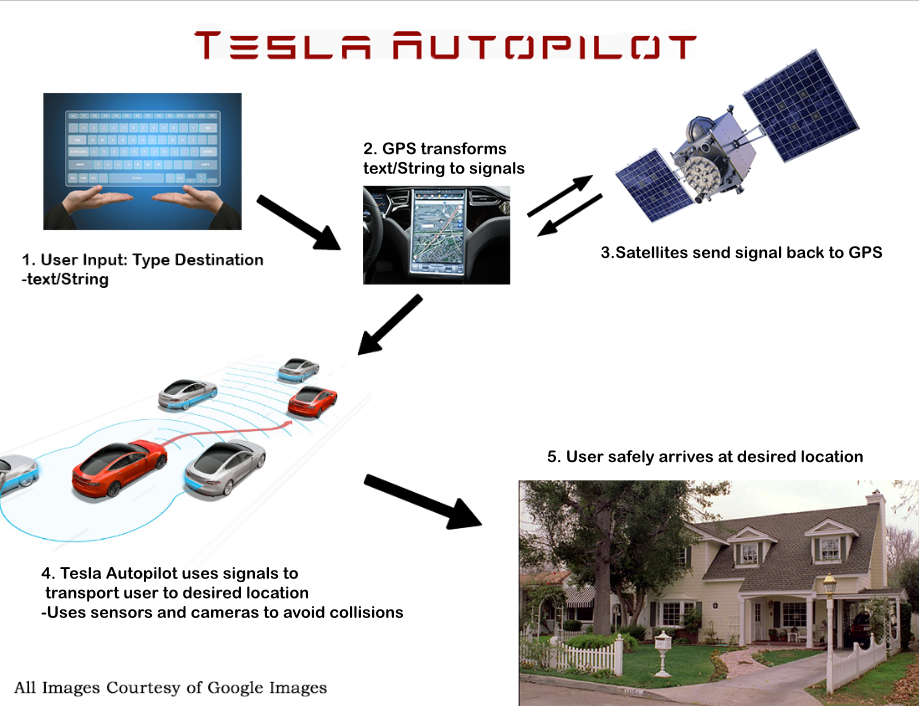 TESLA AUTOPILOT
2. GPS transforms
text/String to signals
1. User Input: Type Destination
-text/String
3.Satellites send signal back to GPS
4. Tesla Autopilot uses signals to
transport user to desired location
-Uses sensors and cameras to avoid collisions
5. User safely arrives at desired location
All Images Courtesy of Google Images